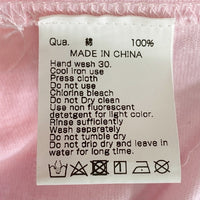 Qua. 綿 100%
MADE IN CHINA
Hand wash 30.
Cool iron use
Press cloth
Do not use
Chlorine bleach
Do not Dry clean
Use non-fluorescent
detetgent for light color.
Rinse sufficiently
Wash separately
Do not tumble dry
Do not drip dry and leave in
water for long time.